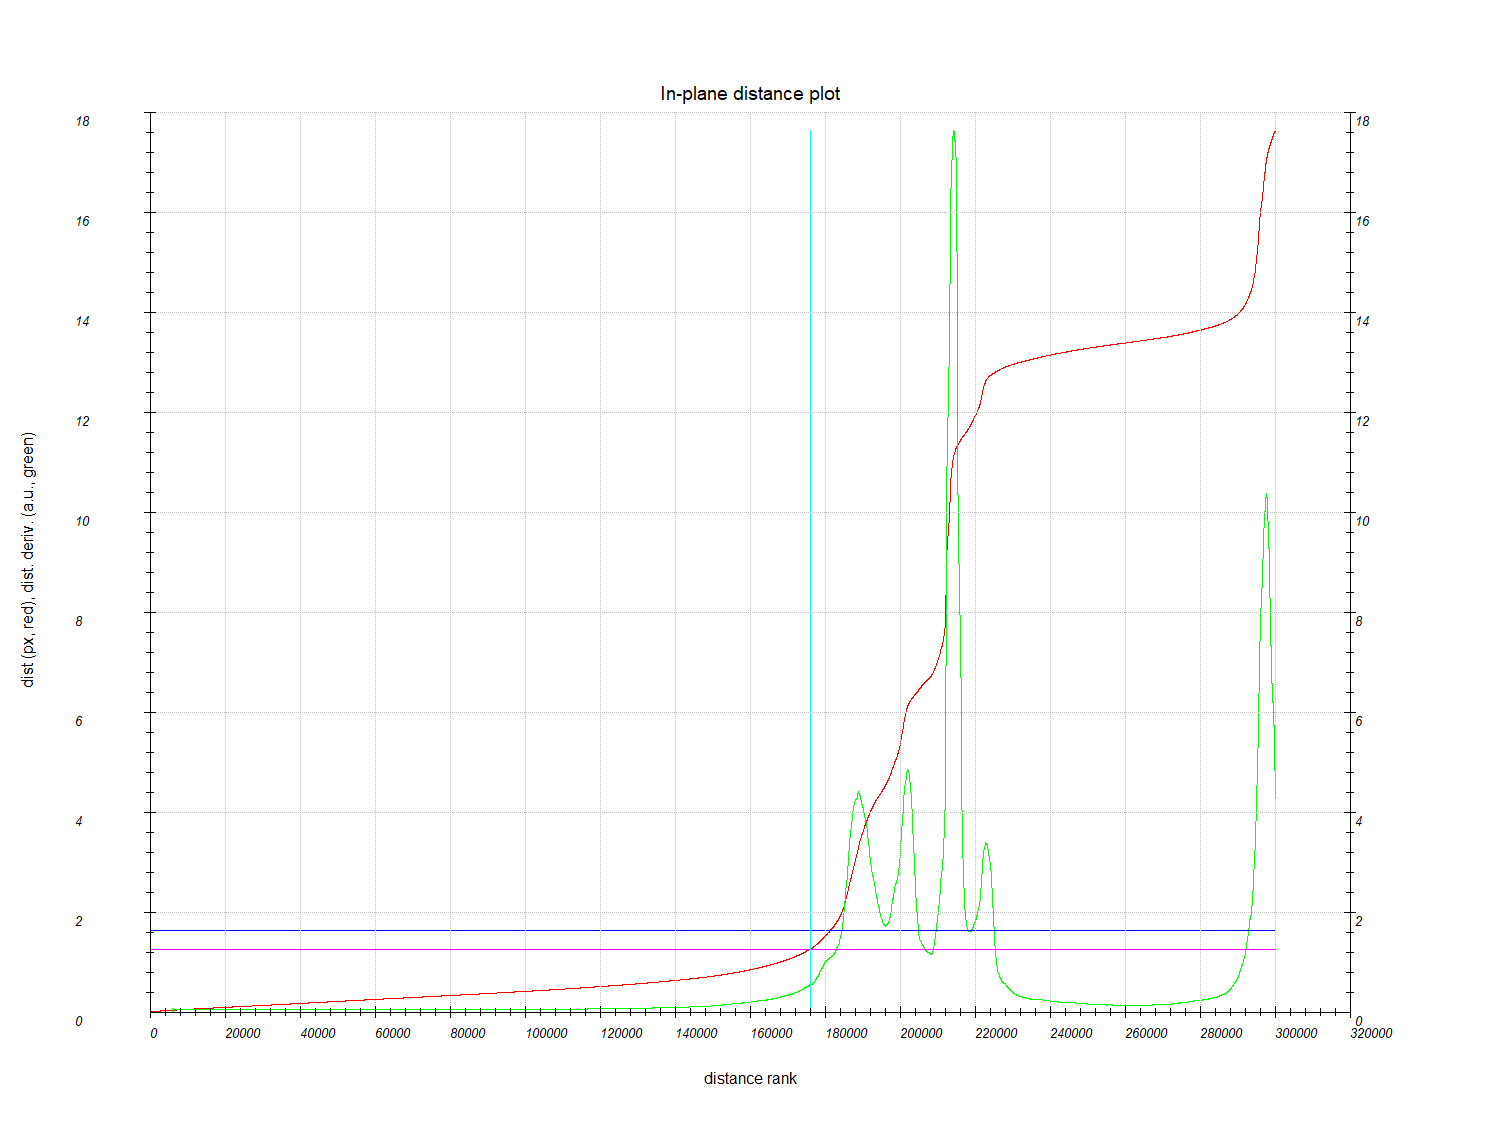 In-plane distance plot
18 18
16 16
14 14
12 12
10 10
8 8
6 6
4 4
2 2
0 0
dist (px, red), dist. deriv. (a.u., green)
0 20000 40000 60000 80000 100000 120000 140000 160000 180000 200000 220000 240000 260000 280000 300000 320000
distance rank